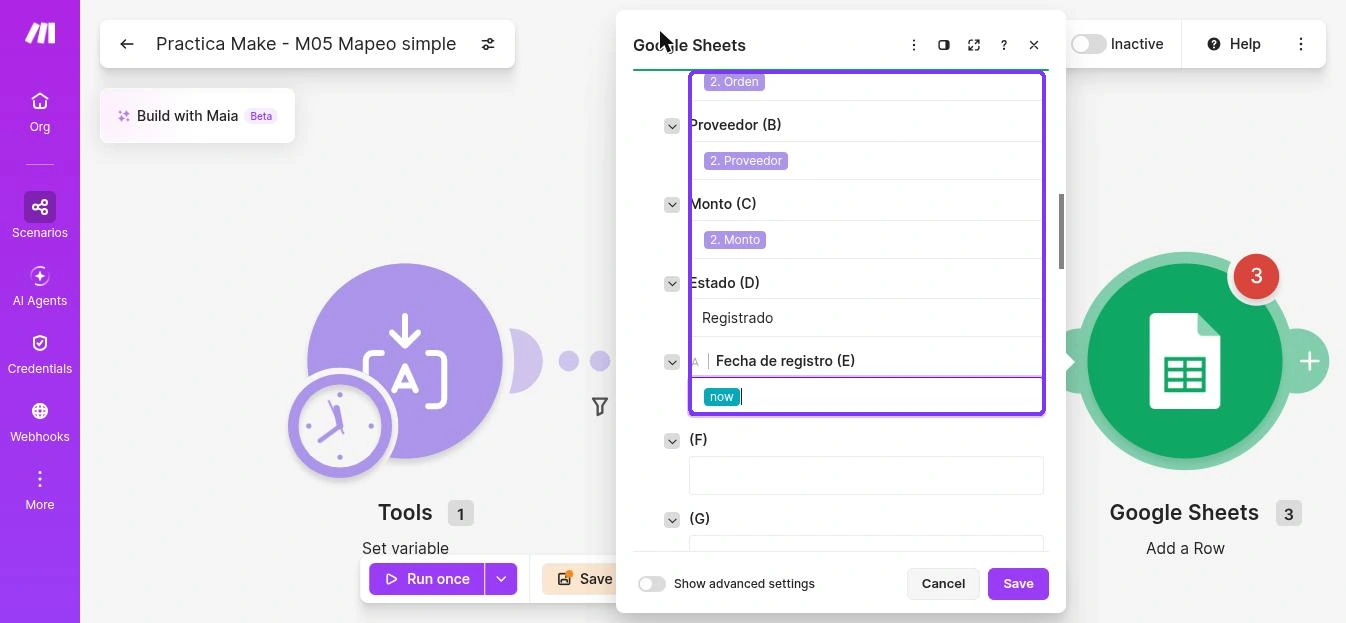 Practica Make - M05 Mapeo simple
Google Sheets
?
Inactive
Help
Build with Maia Beta
Org
Scenarios
AI Agents
Credentials
Webhooks
More
2. Orden
Proveedor (B)
2. Proveedor
Monto (C)
2. Monto
Estado (D)
Registrado
A | Fecha de registro (E)
now
(F)
(G)
A
3
Tools 1
Set variable
Google Sheets 3
Add a Row
Run once
Save
Show advanced settings
Cancel
Save